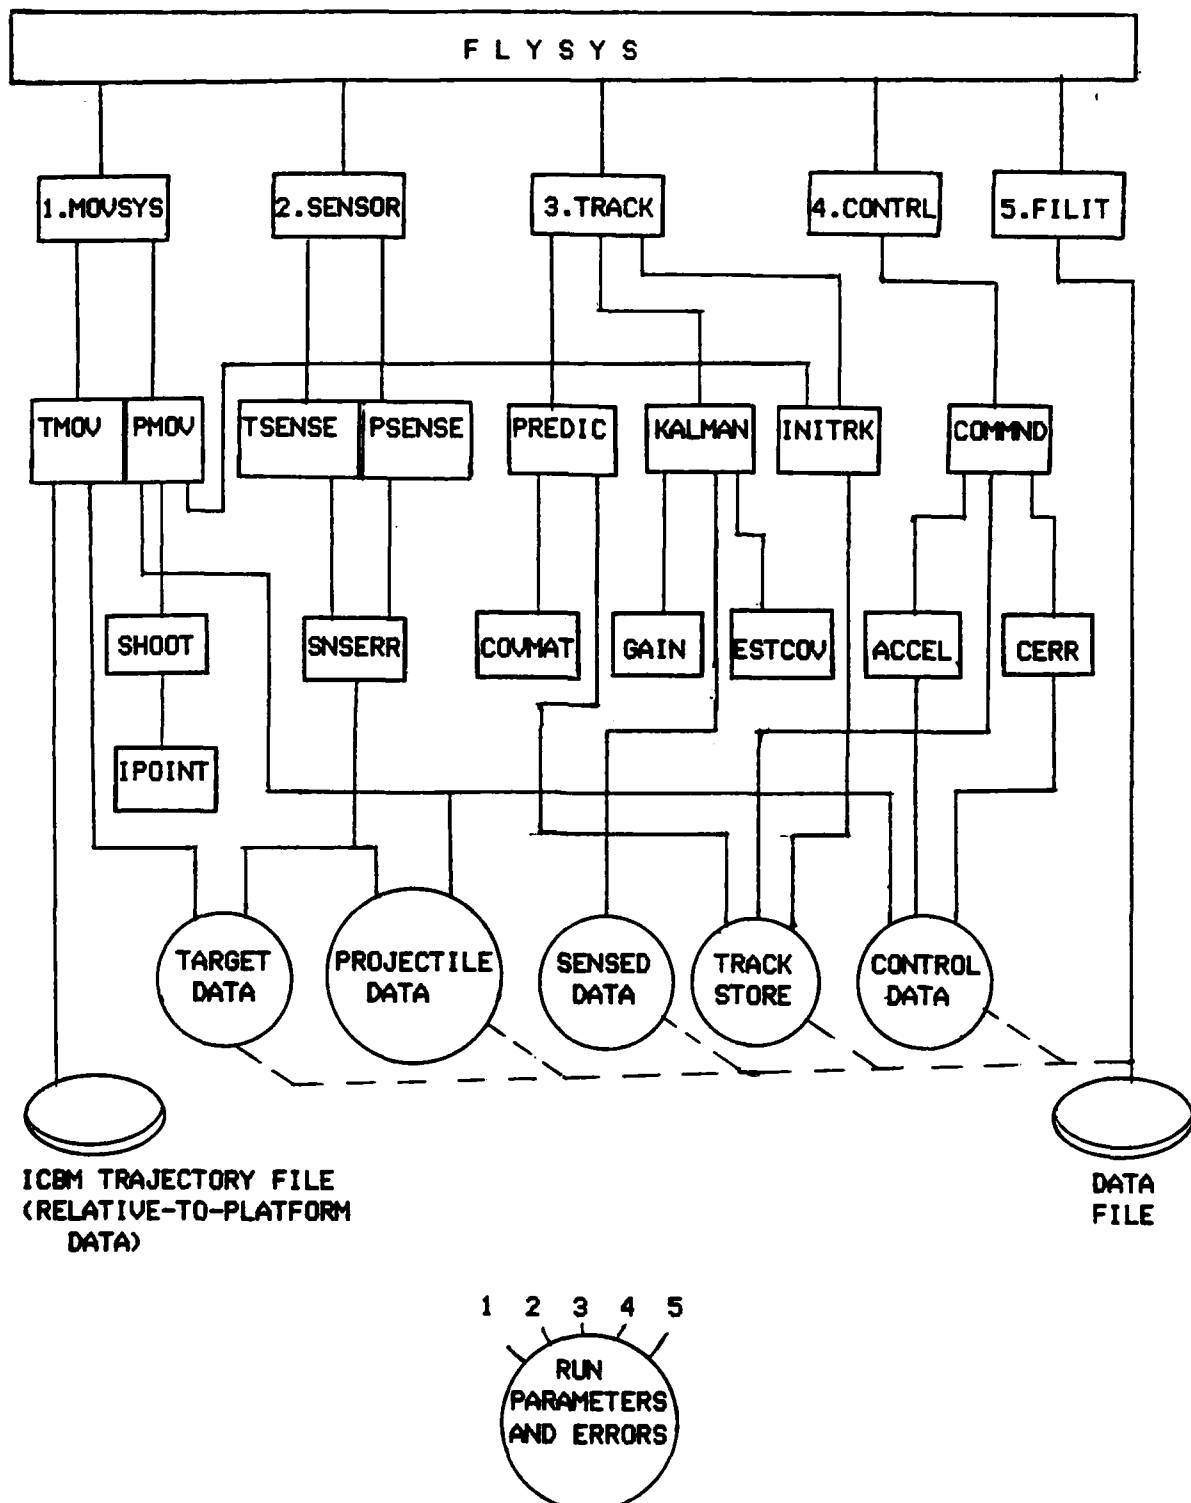 F L Y S Y S
1.MOVSYS
2.SENSOR
3.TRACK
4.CONTRL
5.FILIT
TMOV
PMOV
TSENSE
PSENSE
PREDIC
KALMAN
INITRK
COMMND
SHOOT
SNSERR
COVMAT
GAIN
ESTCOV
ACCEL
CERR
IPOINT
TARGET
DATA
PROJECTILE
DATA
SENSED
DATA
TRACK
STORE
CONTROL
DATA
ICBM TRAJECTORY FILE
(RELATIVE-TO-PLATFORM
DATA)
DATA
FILE
1 2 3 4 5
RUN
PARAMETERS
AND ERRORS